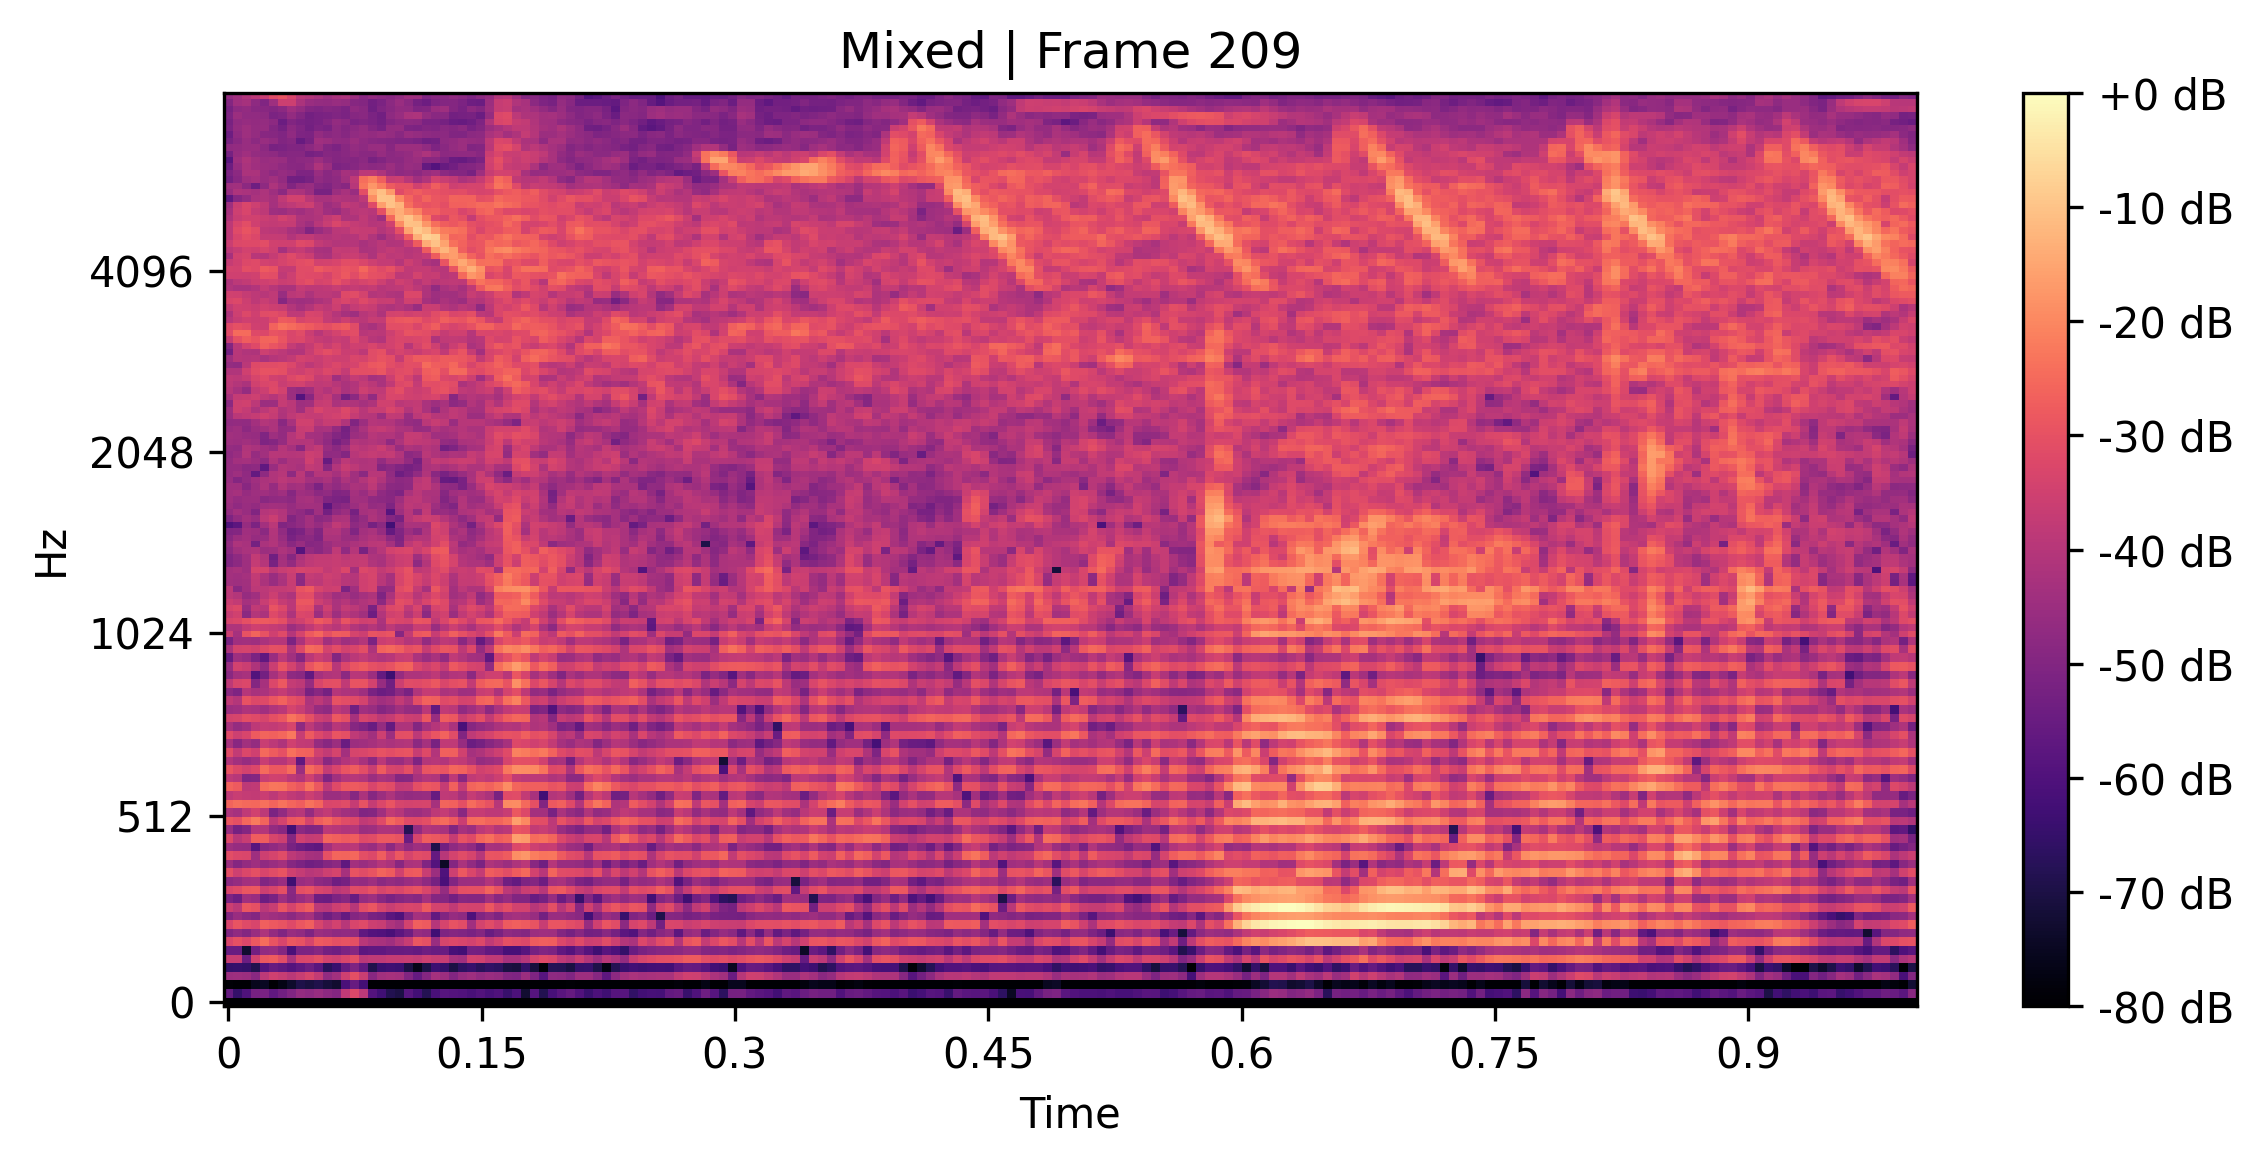 Mixed | Frame 209
+0 dB
-10 dB
-20 dB
-30 dB
-40 dB
-50 dB
-60 dB
-70 dB
-80 dB
4096
2048
1024
512
0
Hz
0 0.15 0.3 0.45 0.6 0.75 0.9
Time